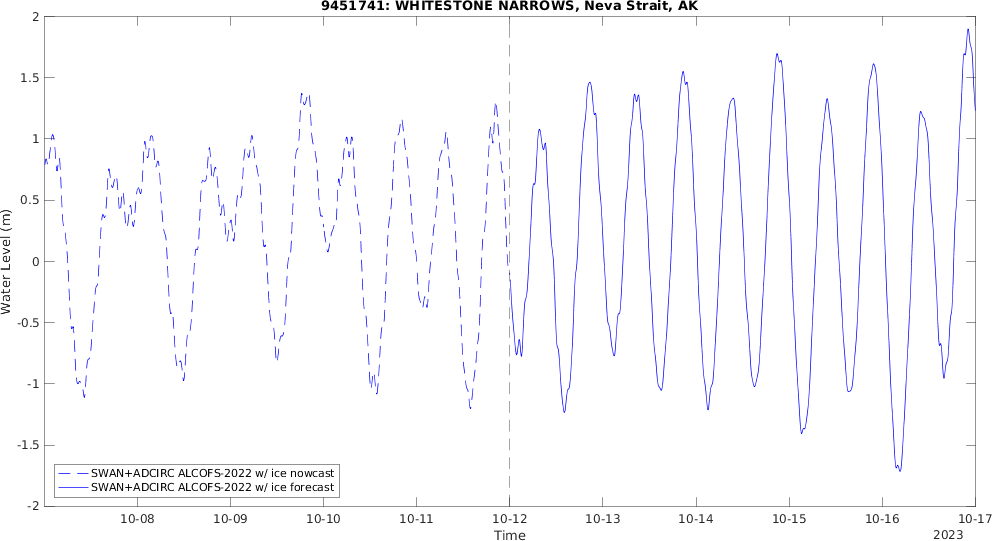 9451741: WHITESTONE NARROWS, Neva Strait, AK
2
1.5
1
0.5
0
-0.5
-1
-1.5
-2
Water Level (m)
SWAN+ADCIRC ALCOFS-2022 w/ ice nowcast
SWAN+ADCIRC ALCOFS-2022 w/ ice forecast
10-08 10-09 10-10 10-11 10-12 10-13 10-14 10-15 10-16 10-17
Time
2023